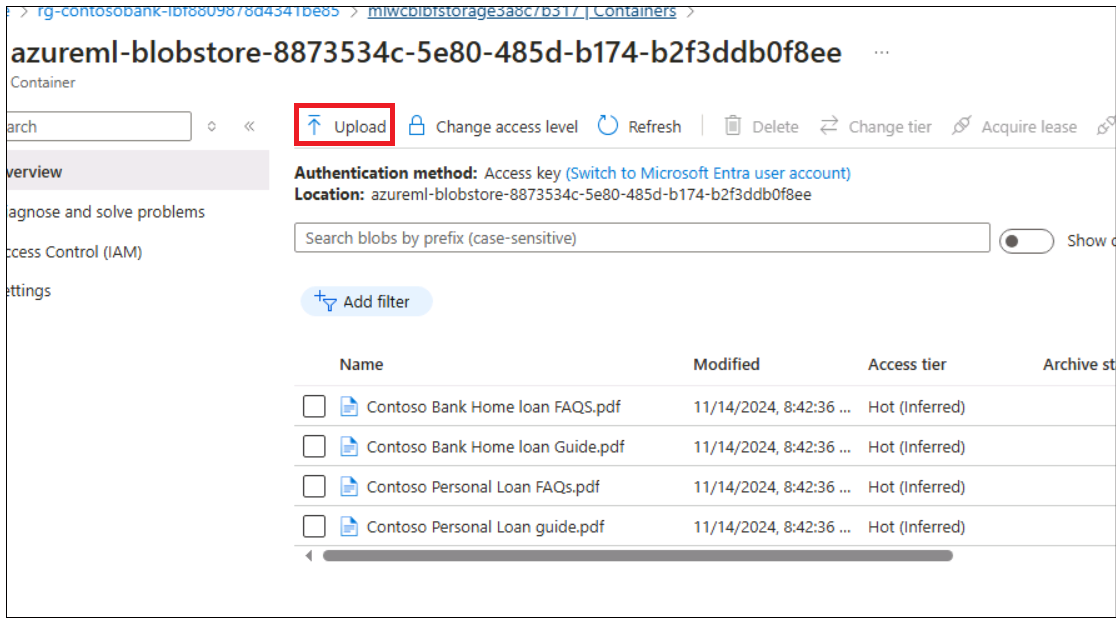 rg-contosobank-lbf8809878d4341be85 > mlwcblbfstorage3a8c7b317 | Containers >
azureml-blobstore-8873534c-5e80-485d-b174-b2f3ddb0f8ee ...
Container
arch
Upload Change access level Refresh Delete Change tier Acquire lease
verview
Authentication method: Access key (Switch to Microsoft Entra user account)
Location: azureml-blobstore-8873534c-5e80-485d-b174-b2f3ddb0f8ee
agnose and solve problems
Search blobs by prefix (case-sensitive)
Show
ccess Control (IAM)
ettings
Add filter
Name Modified Access tier Archive st
Contoso Bank Home loan FAQS.pdf 11/14/2024, 8:42:36 ... Hot (Inferred)
Contoso Bank Home loan Guide.pdf 11/14/2024, 8:42:36 ... Hot (Inferred)
Contoso Personal Loan FAQs.pdf 11/14/2024, 8:42:36 ... Hot (Inferred)
Contoso Personal Loan guide.pdf 11/14/2024, 8:42:36 ... Hot (Inferred)